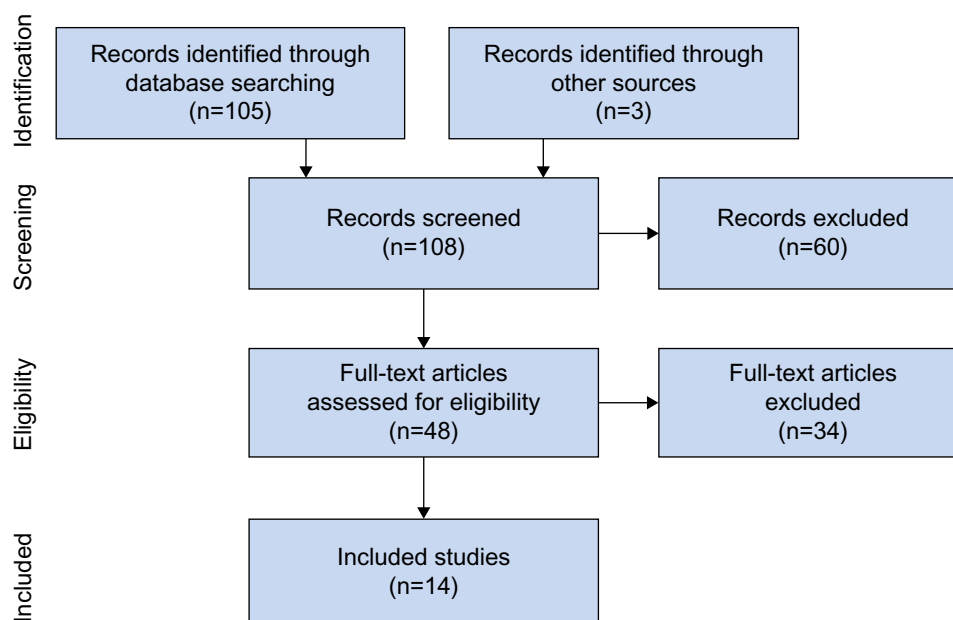 Identification
Records identified through
database searching
(n=105)
Records identified through
other sources
(n=3)
Screening
Records screened
(n=108)
Records excluded
(n=60)
Eligibility
Full-text articles
assessed for eligibility
(n=48)
Full-text articles
excluded
(n=34)
Included
Included studies
(n=14)